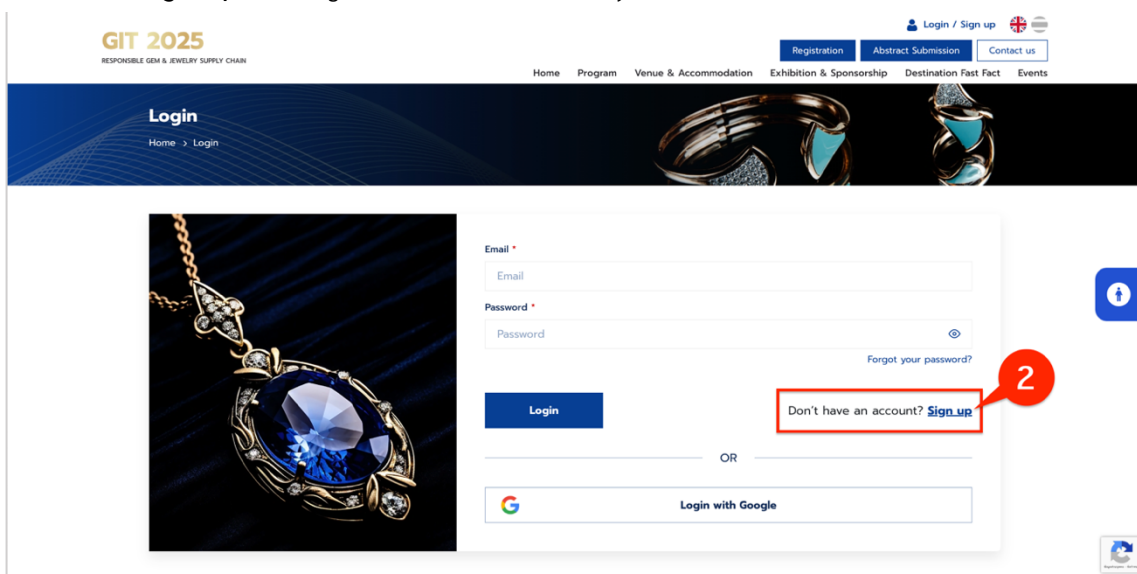 Login / Sign up
GIT 2025
RESPONSIBLE GEM & JEWELRY SUPPLY CHAIN
Registration
Abstract Submission
Contact us
Home Program Venue & Accommodation Exhibition & Sponsorship Destination Fast Fact Events
Login
Home > Login
Email *
Email
Password *
Password
Forgot your password?
2
Login
Don't have an account? Sign up
OR
Login with Google